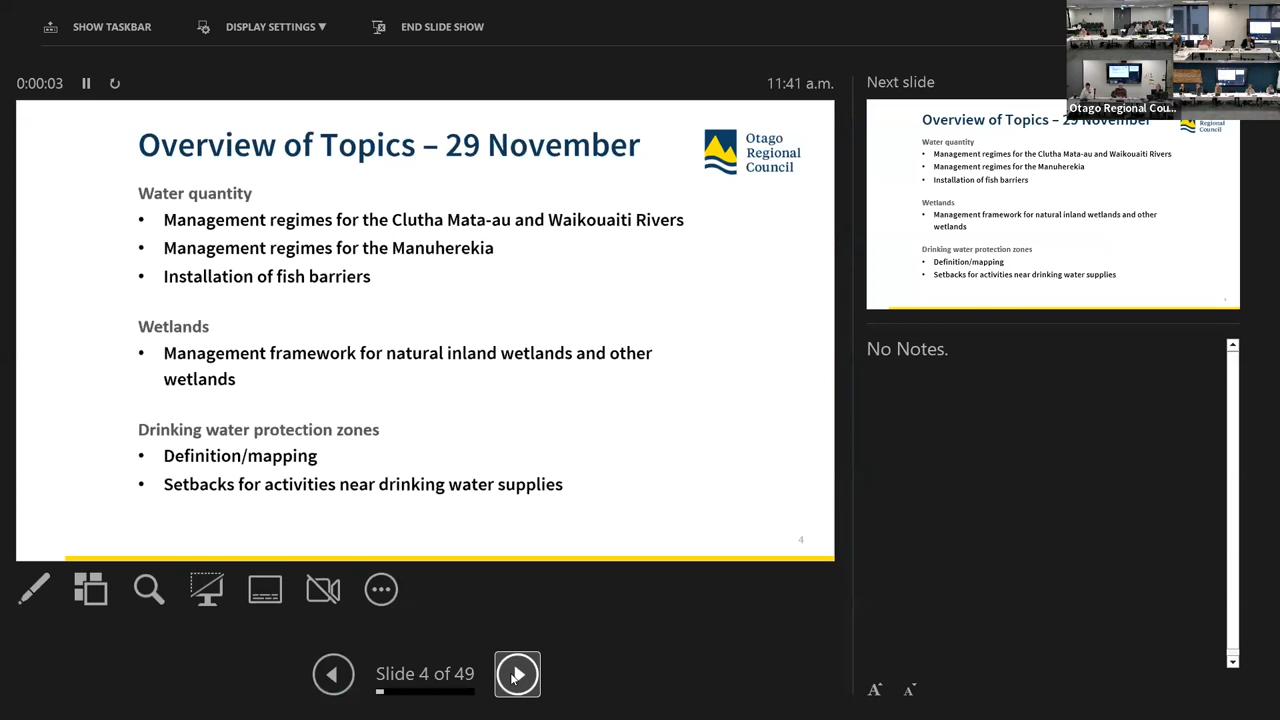 SHOW TASKBAR
DISPLAY SETTINGS ▼
END SLIDE SHOW
0:00:03
11:41 a.m.
Next slide
Otago Regional Cou...
Overview of Topics – 29 November
Otago
Regional
Council
Water quantity
• Management regimes for the Clutha Mata-au and Waikouaiti Rivers
• Management regimes for the Manuherekia
• Installation of fish barriers
Wetlands
• Management framework for natural inland wetlands and other
wetlands
Drinking water protection zones
• Definition/mapping
• Setbacks for activities near drinking water supplies
4
Overview of Topics – 29 November
Regional
Council
Water quantity
• Management regimes for the Clutha Mata-au and Waikouaiti Rivers
• Management regimes for the Manuherekia
• Installation of fish barriers
Wetlands
• Management framework for natural inland wetlands and other
wetlands
Drinking water protection zones
• Definition/mapping
• Setbacks for activities near drinking water supplies
No Notes.
Slide 4 of 49
A A